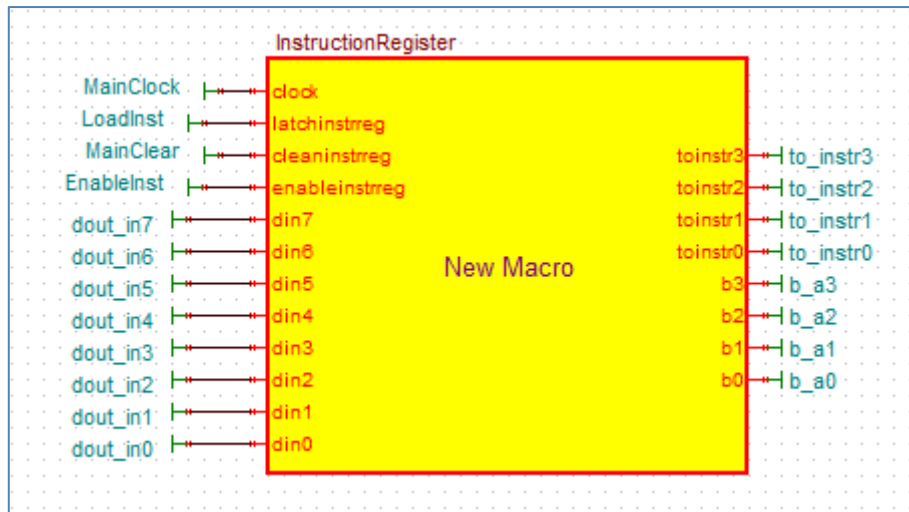 InstructionRegister
MainClock clock
LoadInst latchinstrreg
MainClear cleaninstrreg toinstr3 to_instr3
EnableInst enableinstrreg toinstr2 to_instr2
dout_in7 din7 toinstr1 to_instr1
dout_in6 din6 toinstr0 to_instr0
dout_in5 din5 New Macro b3 b_a3
dout_in4 din4 b2 b_a2
dout_in3 din3 b1 b_a1
dout_in2 din2 b0 b_a0
dout_in1 din1
dout_in0 din0